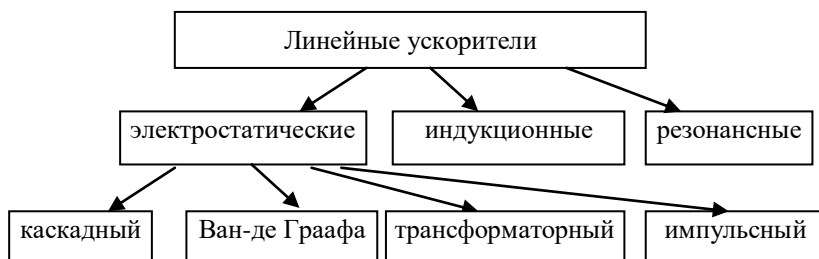 Линейные ускорители
электростатические
индукционные
резонансные
каскадный
Ван-де Граафа
трансформаторный
импульсный